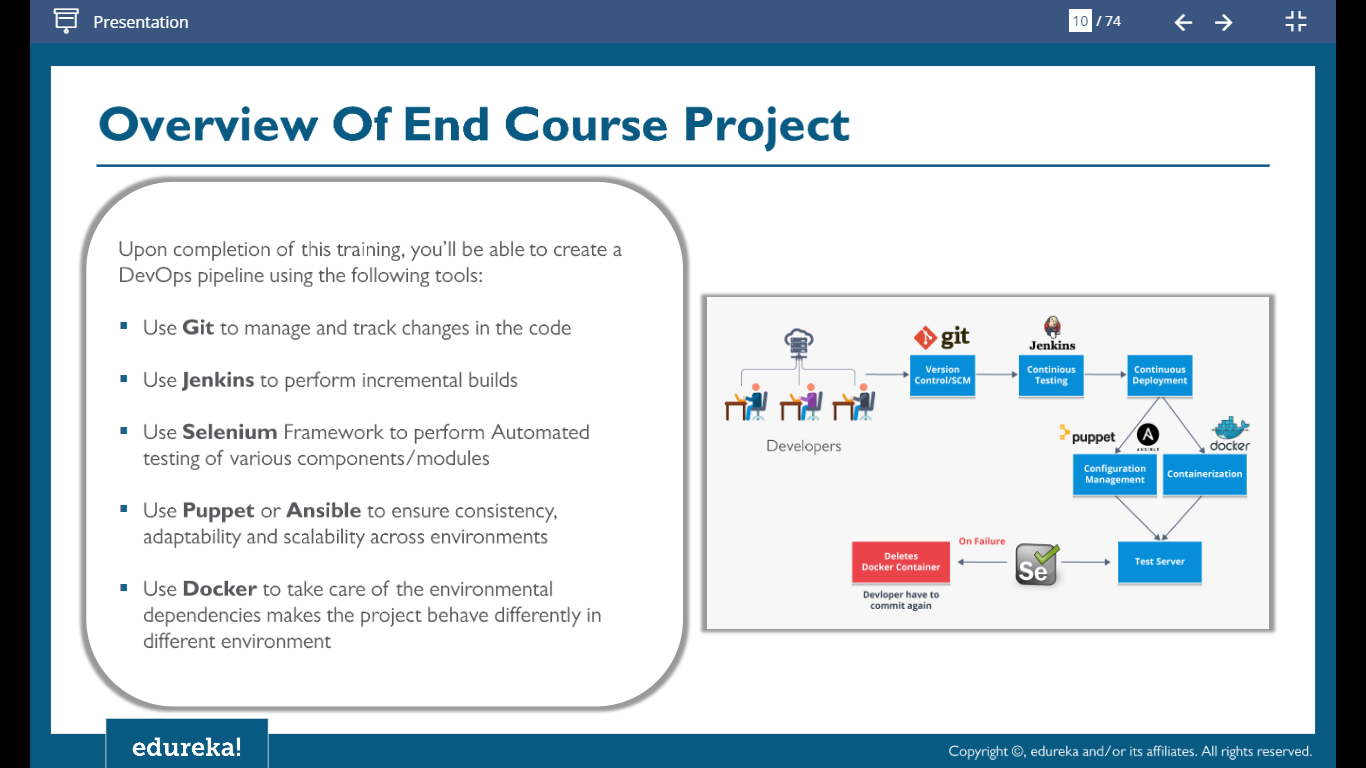 Presentation
10 / 74
Overview Of End Course Project
Upon completion of this training, you'll be able to create a
DevOps pipeline using the following tools:
▪ Use Git to manage and track changes in the code
▪ Use Jenkins to perform incremental builds
▪ Use Selenium Framework to perform Automated
testing of various components/modules
▪ Use Puppet or Ansible to ensure consistency,
adaptability and scalability across environments
▪ Use Docker to take care of the environmental
dependencies makes the project behave differently in
different environment
Developers
git
Version
Control/SCM
Jenkins
Continious
Testing
Continuous
Deployment
puppet
A
ANSIBLE
docker
Configuration
Management
Containerization
Deletes
Docker Container
On Failure
Se
Test Server
Devloper have to
commit again
edureka!
Copyright ©, edureka and/or its affiliates. All rights reserved.